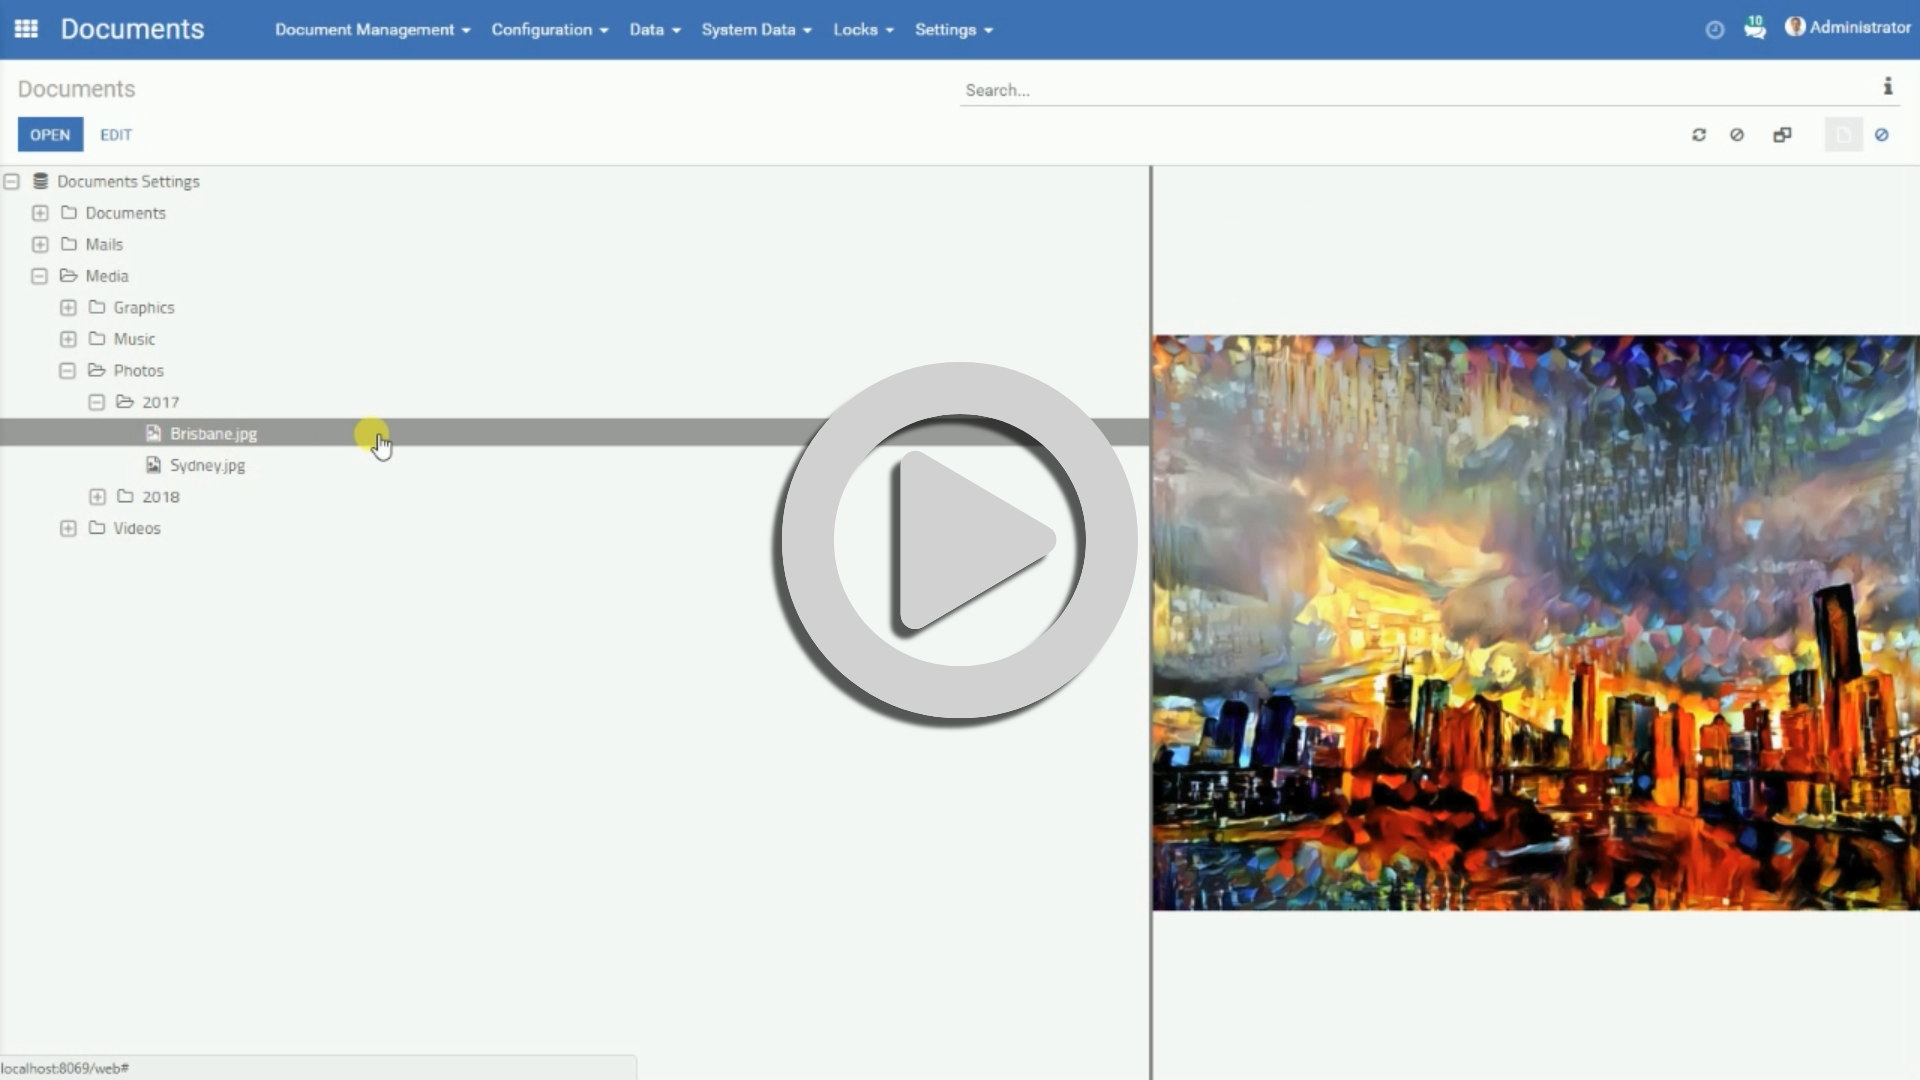 Documents Document Management Configuration Data System Data Locks Settings 10 Administrator
Documents Search...
OPEN EDIT
Documents Settings
Documents
Mails
Media
Graphics
Music
Photos
2017
Brisbane.jpg
Sydney.jpg
2018
Videos
localhost:8069/web#